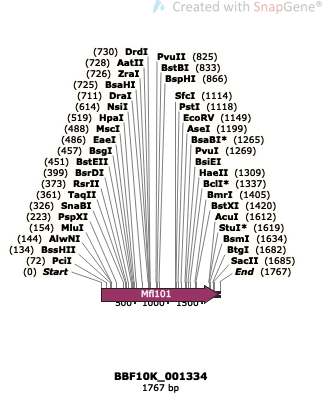 Created with SnapGene®
(730) DrdI
(728) AatII
(726) ZraI
(725) BsaHI
(711) DraI
(614) NsiI
(519) HpaI
(488) MscI
(486) EaeI
(457) BsgI
(451) BstEII
(399) BsrDI
(373) RsrII
(361) TaqII
(326) SnaBI
(223) PspXI
(154) MluI
(144) AlwNI
(134) BssHII
(72) PciI
(0) Start
PvuII (825)
BstBI (833)
BspHI (866)
SfcI (1114)
PstI (1118)
EcoRV (1149)
AseI (1199)
BsaBI* (1265)
PvuI (1269)
BsiEI
HaeII (1309)
BclI* (1337)
BmrI (1405)
BstXI (1420)
AcuI (1612)
StuI* (1619)
BsmI (1634)
BtgI (1682)
SacII (1685)
End (1767)
Mfi101
500 1000 1500
BBF10K_001334
1767 bp